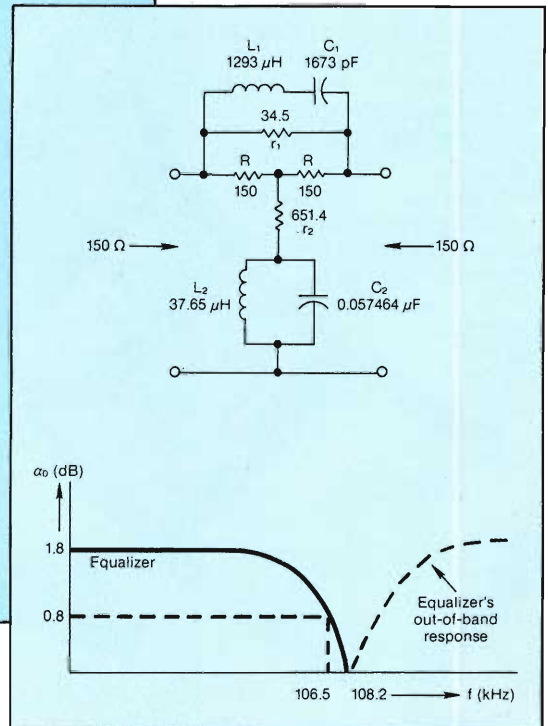 L₁
1293 μH
C₁
1673 pF
34.5
r₁
R
150
R
150
651.4
r₂
150 Ω
150 Ω
L₂
37.65 μH
C₂
0.057464 μF
α₀ (dB)
1.8
Equalizer
0.8
Equalizer's
out-of-band
response
106.5
108.2
f (kHz)